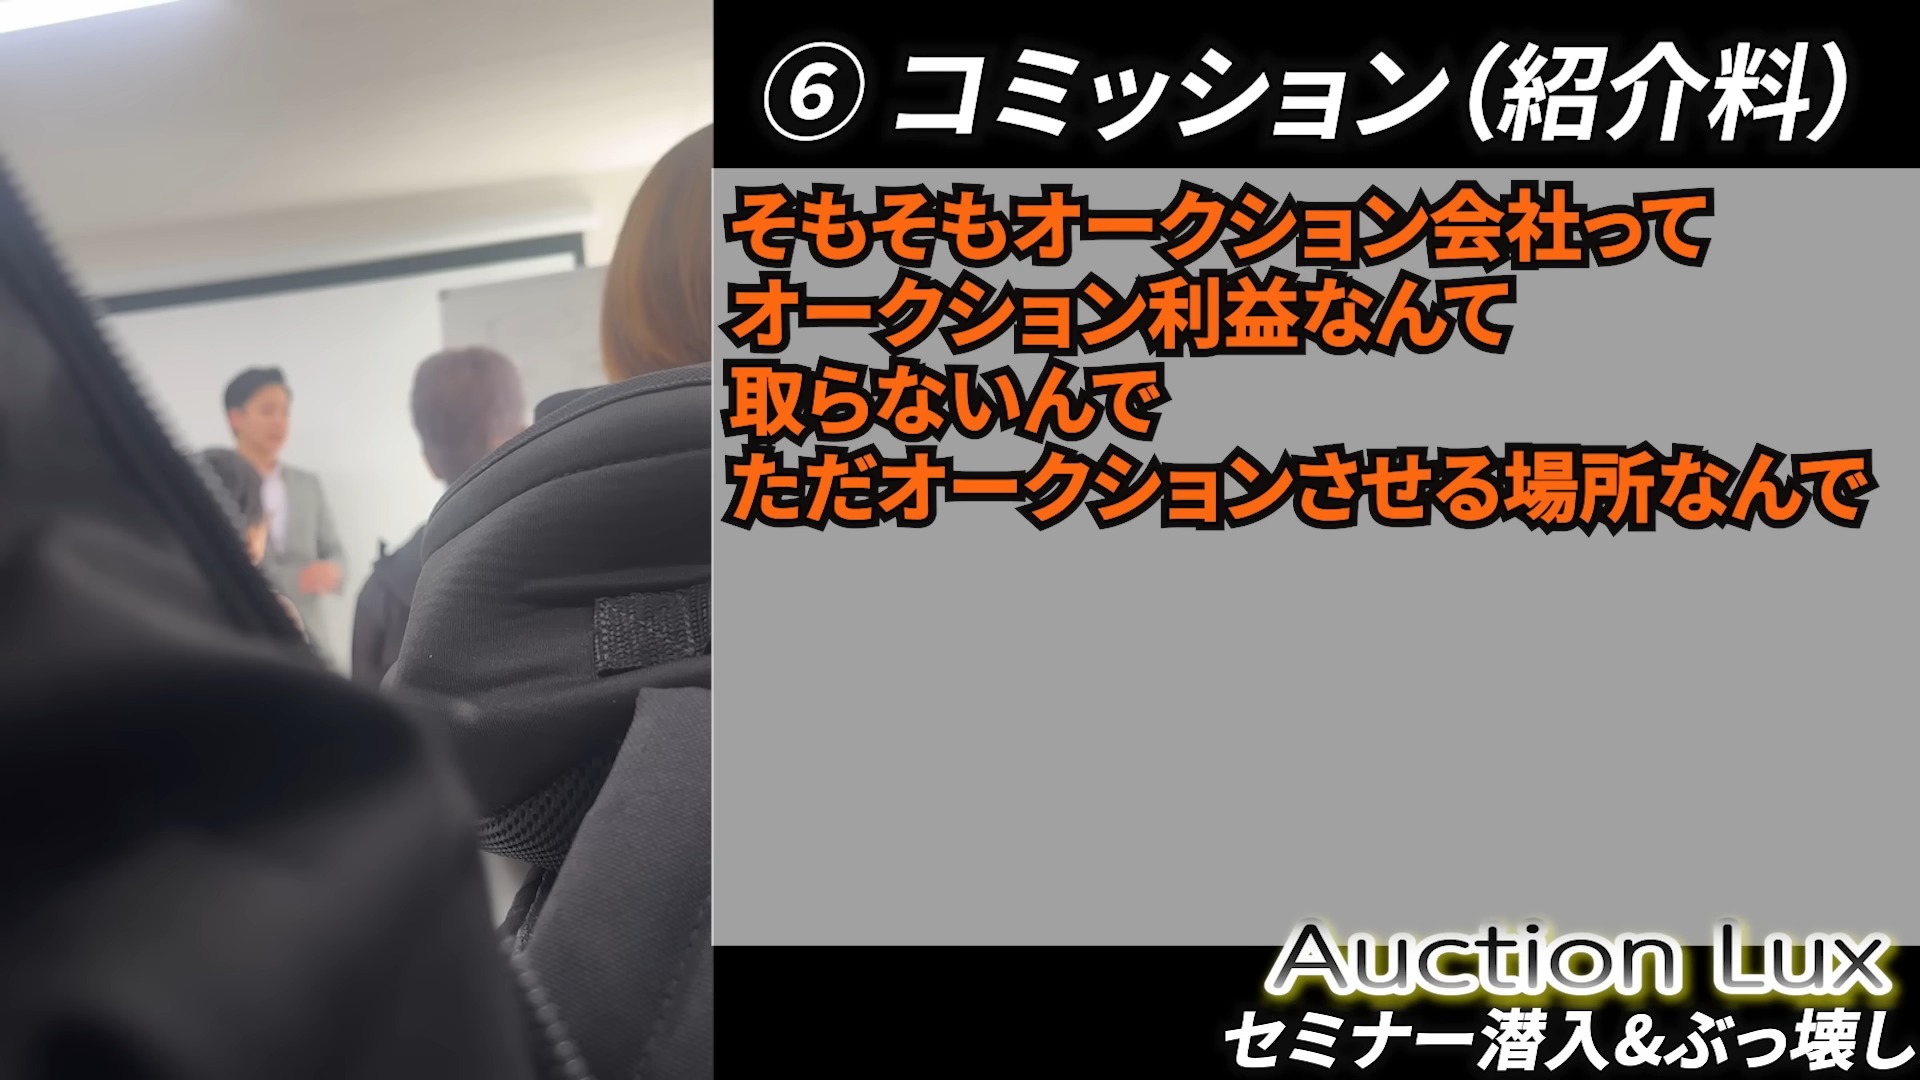 ⑥ コミッション（紹介料）
そもそもオークション会社って
オークション利益なんて
取らないんで
ただオークションさせる場所なんで
Auction Lux
セミナー潜入&ぶっ壊し